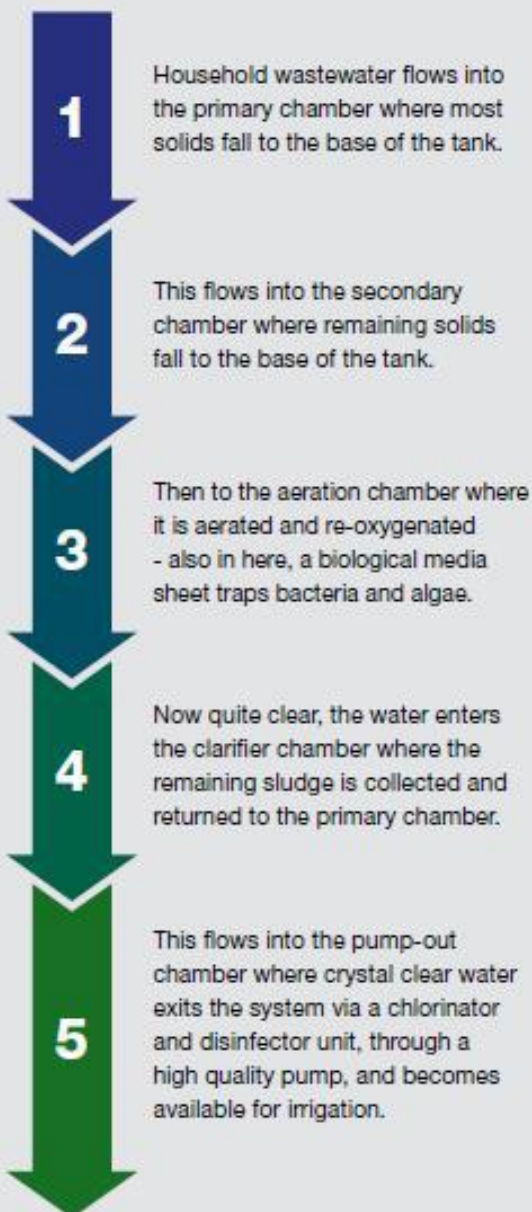 1
Household wastewater flows into
the primary chamber where most
solids fall to the base of the tank.
2
This flows into the secondary
chamber where remaining solids
fall to the base of the tank.
3
Then to the aeration chamber where
it is aerated and re-oxygenated
- also in here, a biological media
sheet traps bacteria and algae.
4
Now quite clear, the water enters
the clarifier chamber where the
remaining sludge is collected and
returned to the primary chamber.
5
This flows into the pump-out
chamber where crystal clear water
exits the system via a chlorinator
and disinfector unit, through a
high quality pump, and becomes
available for irrigation.